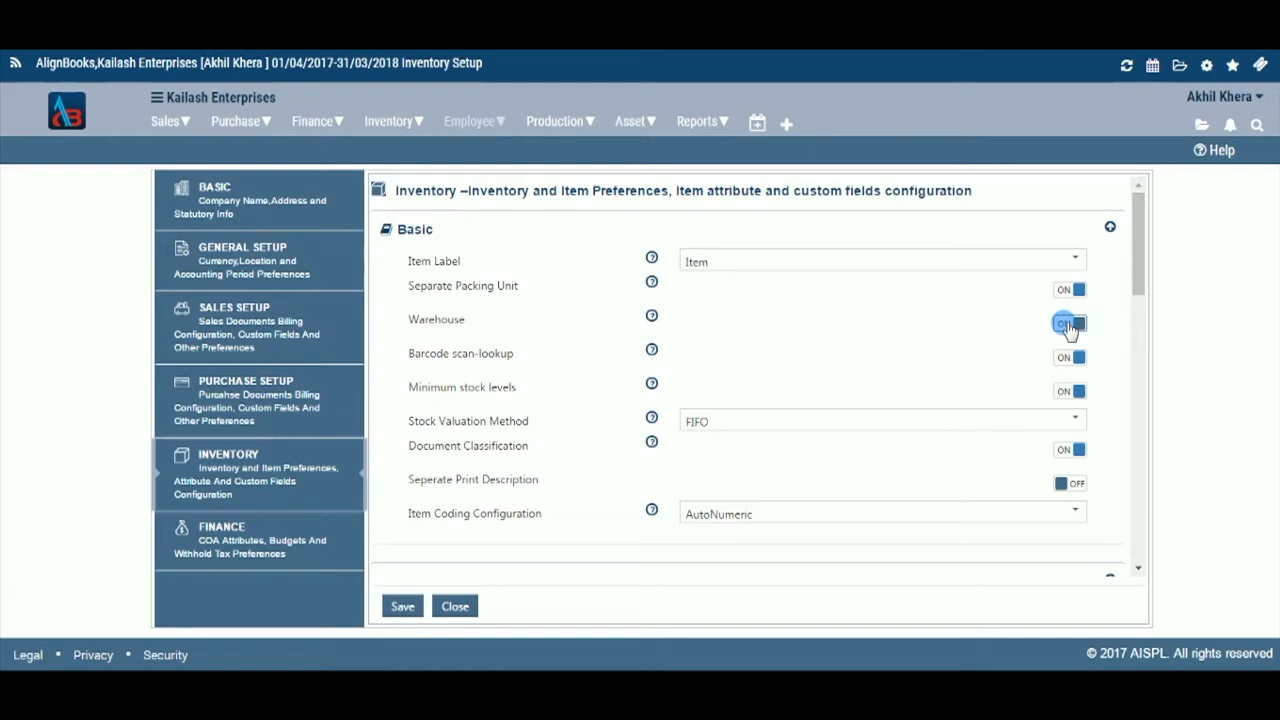 AlignBooks,Kailash Enterprises [Akhil Khera ] 01/04/2017-31/03/2018 Inventory Setup
Kailash Enterprises
Akhil Khera
Sales Purchase Finance Inventory Employee Production Asset Reports
Help
BASIC
Company Name,Address and
Statutory Info
GENERAL SETUP
Currency,Location and
Accounting Period Preferences
SALES SETUP
Sales Documents Billing
Configuration, Custom Fields And
Other Preferences
PURCHASE SETUP
Purcahse Documents Billing
Configuration, Custom Fields And
Other Preferences
INVENTORY
Inventory and Item Preferences,
Attribute And Custom Fields
Configuration
FINANCE
COA Attributes, Budgets And
Withhold Tax Preferences
Inventory –Inventory and Item Preferences, Item attribute and custom fields configuration
Basic
Item Label Item
Separate Packing Unit ON
Warehouse ON
Barcode scan-lookup ON
Minimum stock levels ON
Stock Valuation Method FIFO
Document Classification ON
Seperate Print Description OFF
Item Coding Configuration AutoNumeric
Save Close
Legal • Privacy • Security
© 2017 AISPL. All rights reserved